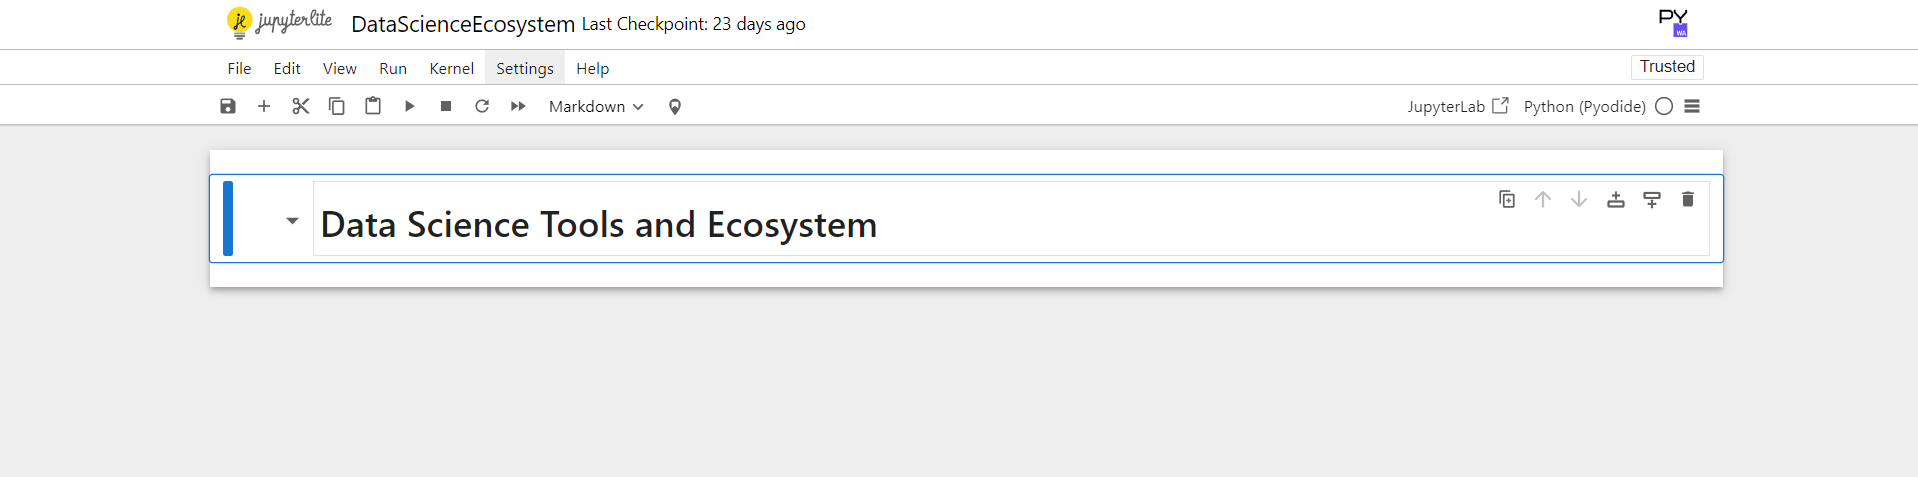 jupyterlite DataScienceEcosystem Last Checkpoint: 23 days ago PY WA
File Edit View Run Kernel Settings Help Trusted
Markdown JupyterLab Python (Pyodide)
Data Science Tools and Ecosystem